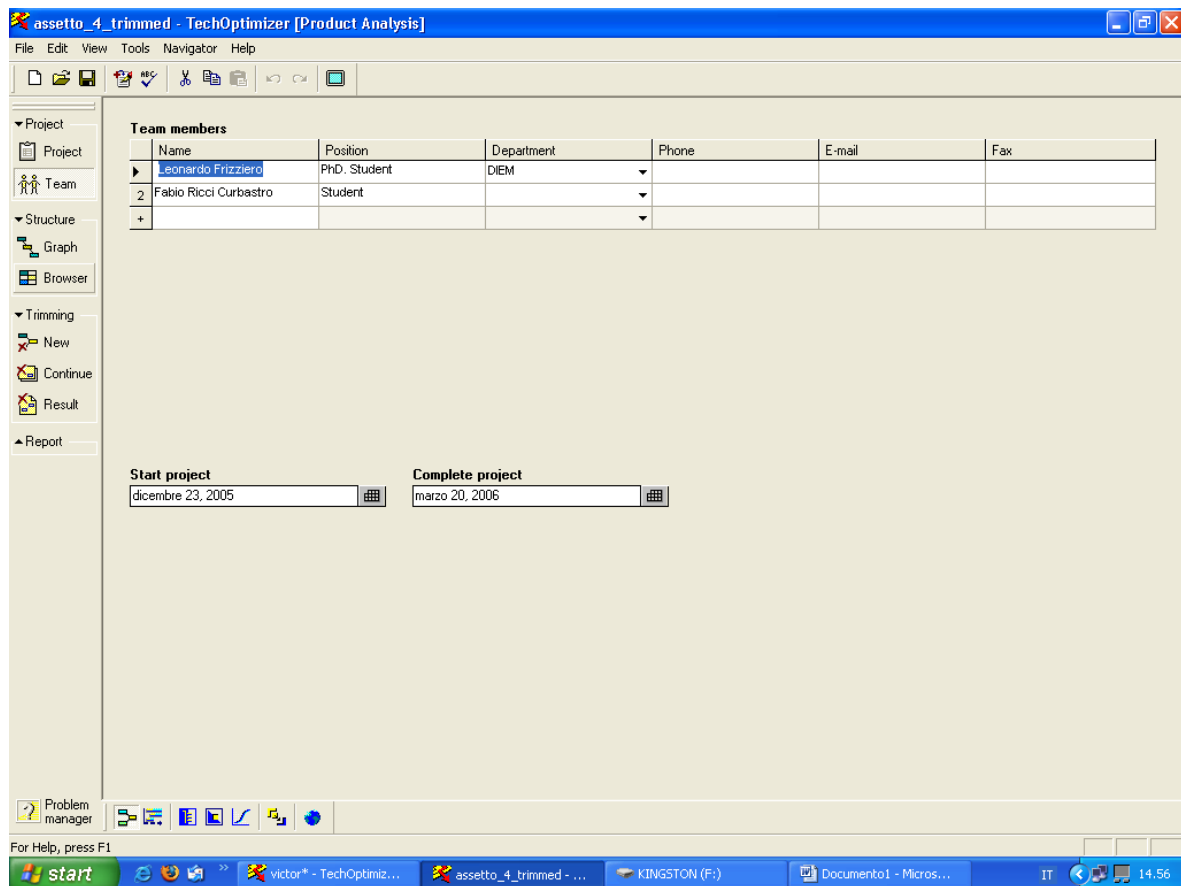 assetto_4_trimmed - TechOptimizer [Product Analysis]
File Edit View Tools Navigator Help
ABC
Project
Project
Team
Structure
Graph
Browser
Trimming
New
Continue
Result
Report
Team members
Name Position Department Phone E-mail Fax
Leonardo Frizziero PhD. Student DIEM
2 Fabio Ricci Curbastro Student
+
Start project Complete project
dicembre 23, 2005 marzo 20, 2006
? Problem manager
For Help, press F1
start » victor* - TechOptimiz... assetto_4_trimmed - ... KINGSTON (F:) Documento1 - Micros... IT 14.56